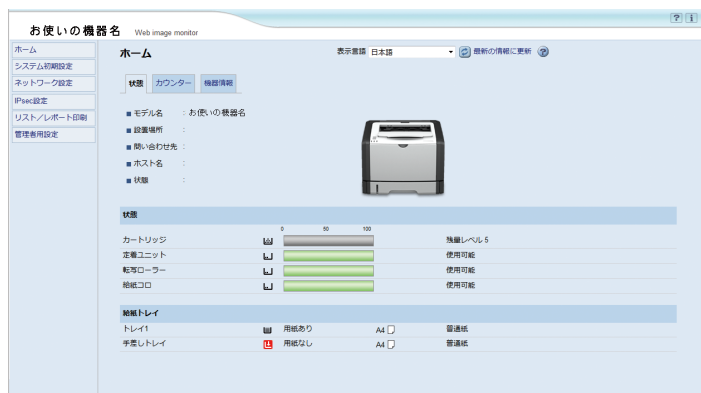 ? i
お使いの機器名 Web image monitor
ホーム
システム初期設定
ネットワーク設定
IPsec設定
リスト／レポート印刷
管理者用設定
ホーム 表示言語 日本語 最新の情報に更新 ?
状態 カウンター 機器情報
モデル名 : お使いの機器名
設置場所 :
問い合わせ先 :
ホスト名 :
状態 :
状態
0 50 100
カートリッジ 残量レベル 5
定着ユニット 使用可能
転写ローラー 使用可能
給紙コロ 使用可能
給紙トレイ
トレイ1 用紙あり A4 普通紙
手差しトレイ 用紙なし A4 普通紙